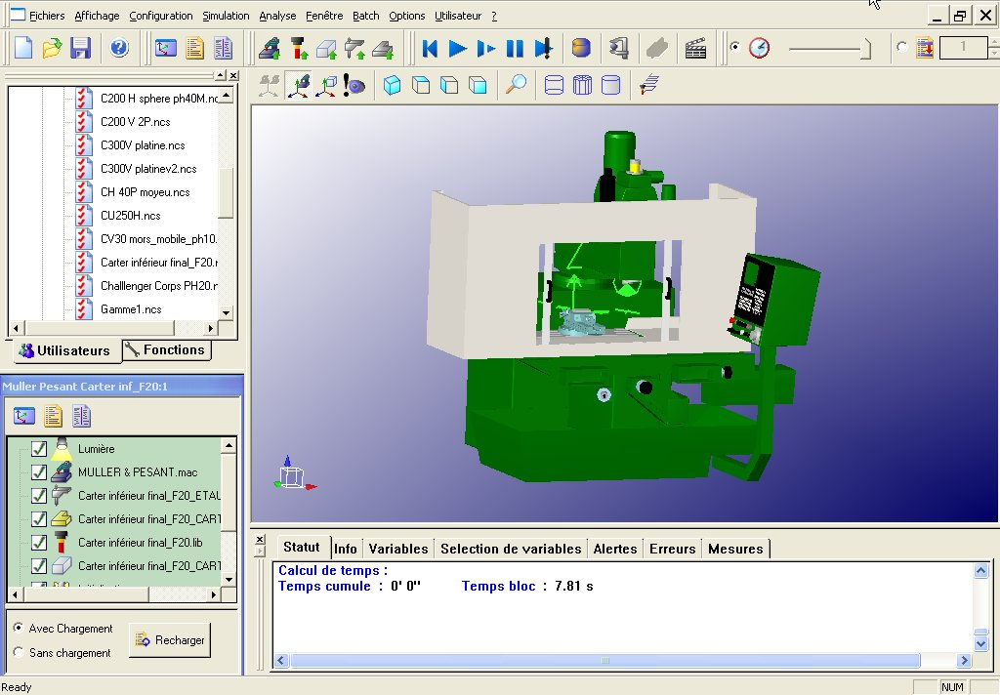 Fichiers Affichage Configuration Simulation Analyse Fenêtre Batch Options Utilisateur ?
1
C200 H sphere ph40M.nc
C200 V 2P.ncs
C300V platine.ncs
C300V platinev2.ncs
CH 40P moyeu.ncs
CU250H.ncs
CV30 mors_mobile_ph10.
Carter inférieur final_F20.r
Challlenger Corps PH20.r
Gamme1.ncs
Utilisateurs Fonctions
Muller Pesant Carter inf_F20:1
Lumière
MULLER & PESANT.mac
Carter inférieur final_F20_ETAU
Carter inférieur final_F20_CART
Carter inférieur final_F20.lib
Carter inférieur final_F20_CART
Avec Chargement
Sans chargement
Recharger
Statut Info Variables Selection de variables Alertes Erreurs Mesures
Calcul de temps :
Temps cumule : 0' 0" Temps bloc : 7.81 s
Ready NUM